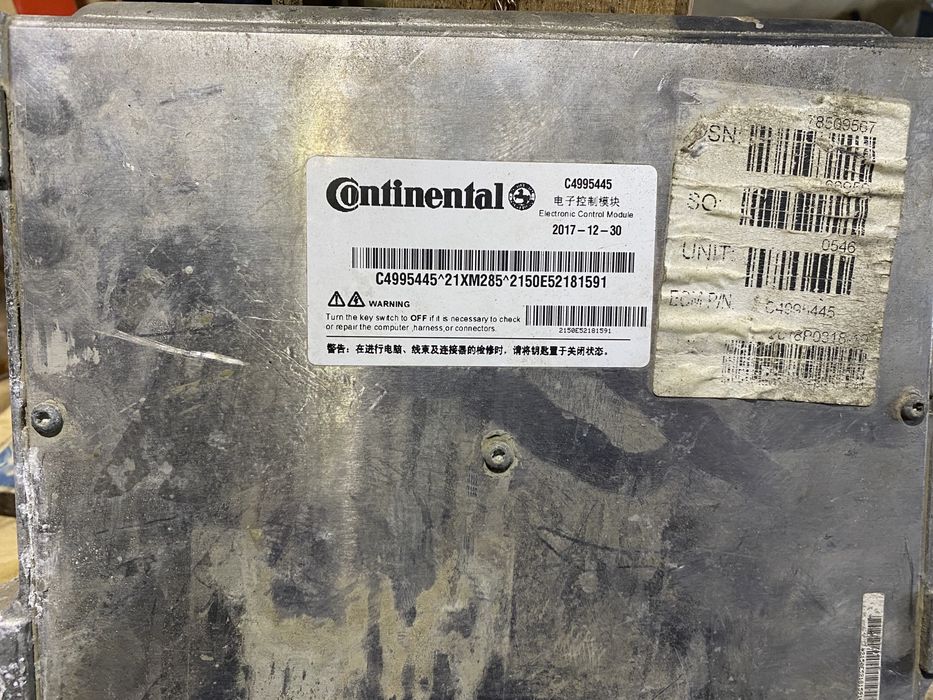 Continental
C4995445
电子控制模块
Electronic Control Module
2017-12-30
C4995445^21XM285^2150E52181591
WARNING
Turn the key switch to OFF if it is necessary to check
or repair the computer ,harness,or connectors.
2150E52181591
警告: 在进行电脑、线束及连接器的检修时, 请将钥匙置于关闭状态。
SN: 78509567
SO:
UNIT: 0546
ECM P/N C4995445